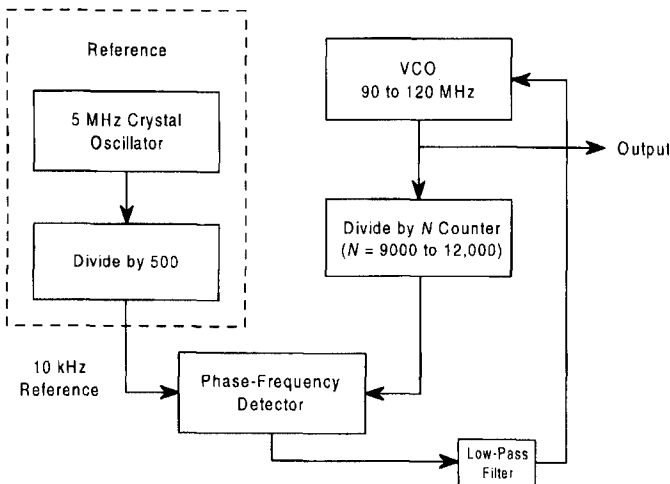 Reference
5 MHz Crystal
Oscillator
Divide by 500
10 kHz
Reference
VCO
90 to 120 MHz
Output
Divide by N Counter
(N = 9000 to 12,000)
Phase-Frequency
Detector
Low-Pass
Filter